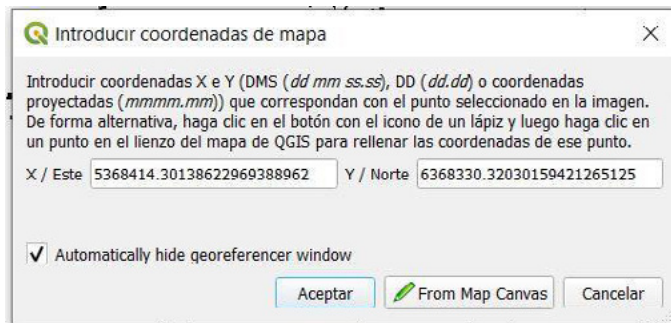 Introducir coordenadas de mapa
Introducir coordenadas X e Y (DMS (dd mm ss.ss), DD (dd.dd) o coordenadas
proyectadas (mmmm.mm)) que correspondan con el punto seleccionado en la imagen.
De forma alternativa, haga clic en el botón con el icono de un lápiz y luego haga clic en
un punto en el lienzo del mapa de QGIS para rellenar las coordenadas de ese punto.
X / Este 5368414.30138622969388962 Y / Norte 6368330.32030159421265125
Automatically hide georeferencer window
Aceptar From Map Canvas Cancelar